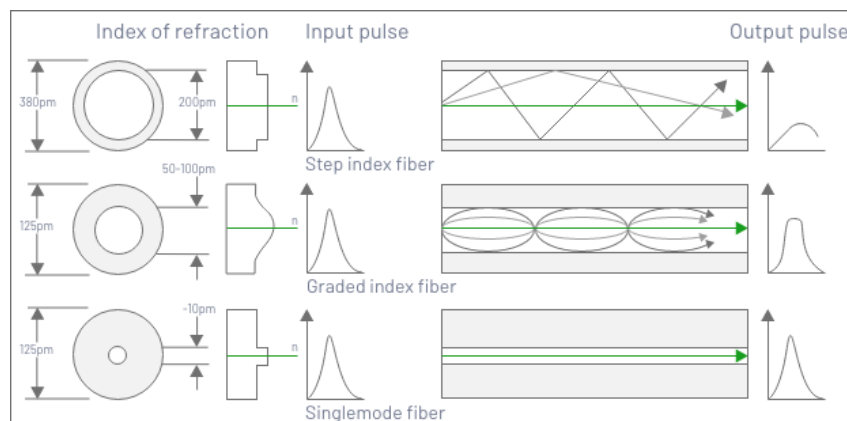 Index of refraction
Input pulse
Output pulse
380pm
200pm
n
Step index fiber
50-100pm
125pm
n
Graded index fiber
-10pm
125pm
n
Singlemode fiber